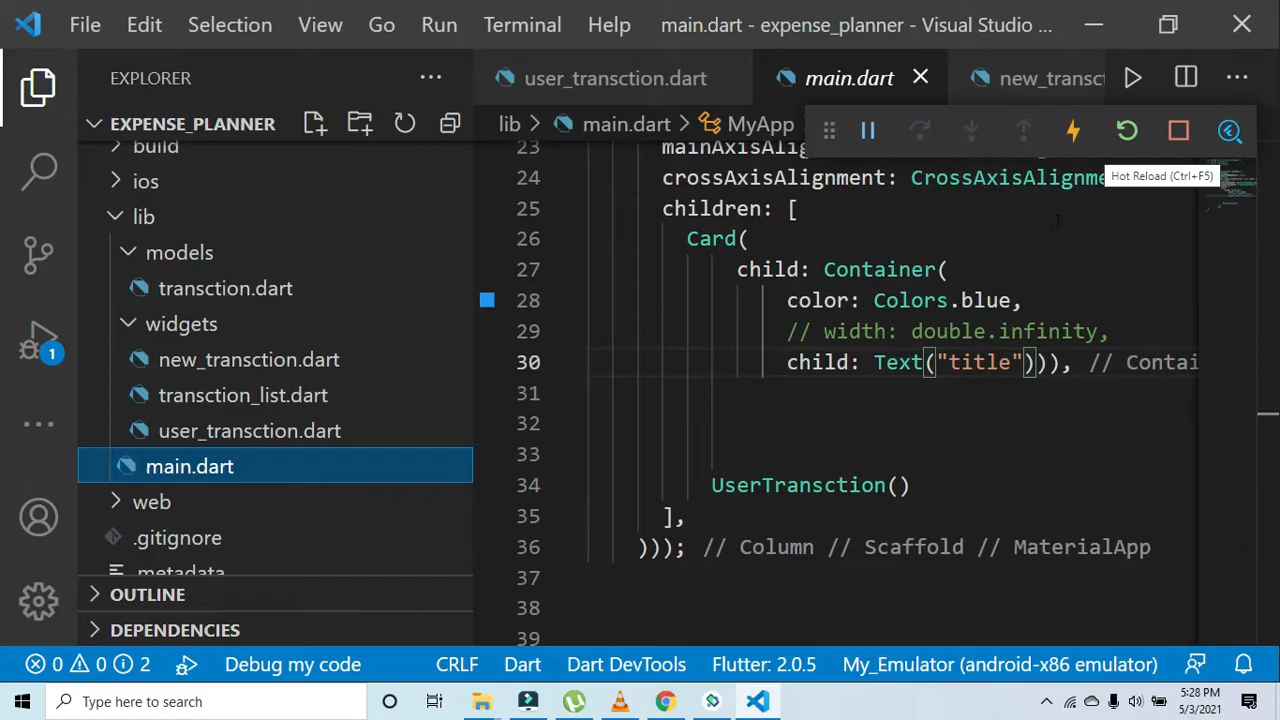 File Edit Selection View Go Run Terminal Help main.dart - expense_planner - Visual Studio ...
EXPLORER
user_transction.dart main.dart new_transct
EXPENSE_PLANNER
lib > main.dart > MyApp
Hot Reload (Ctrl+F5)
build
ios
lib
models
transction.dart
widgets
new_transction.dart
transction_list.dart
user_transction.dart
main.dart
web
.gitignore
.metadata
OUTLINE
DEPENDENCIES
23 mainAxisAlig
24 crossAxisAlignment: CrossAxisAlignme
25 children: [
26 Card(
27 child: Container(
28 color: Colors.blue,
29 // width: double.infinity,
30 child: Text("title"))), // Contai
31
32
33
34 UserTransction()
35 ],
36 ))); // Column // Scaffold // MaterialApp
37
38
39
1
0 0 2 Debug my code CRLF Dart Dart DevTools Flutter: 2.0.5 My_Emulator (android-x86 emulator)
Type here to search
5:28 PM
5/3/2021